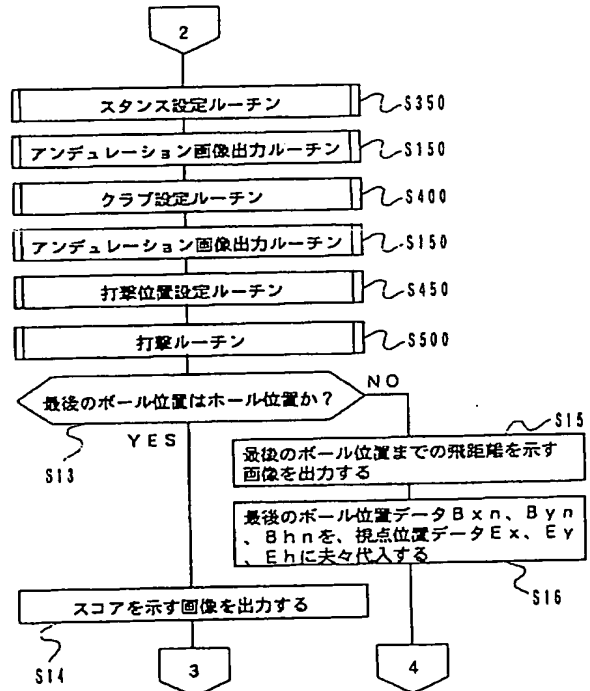 2
スタンス設定ルーチン
S350
アンデュレーション画像出力ルーチン
S150
クラブ設定ルーチン
S400
アンデュレーション画像出力ルーチン
S150
打撃位置設定ルーチン
S450
打撃ルーチン
S500
最後のボール位置はホール位置か?
NO
YES
S13
S15
最後のボール位置までの飛距離を示す
画像を出力する
最後のボール位置データBxn、Byn
、Bhnを、視点位置データEx、Ey
、Ehに夫々代入する
S16
スコアを示す画像を出力する
S14
3
4